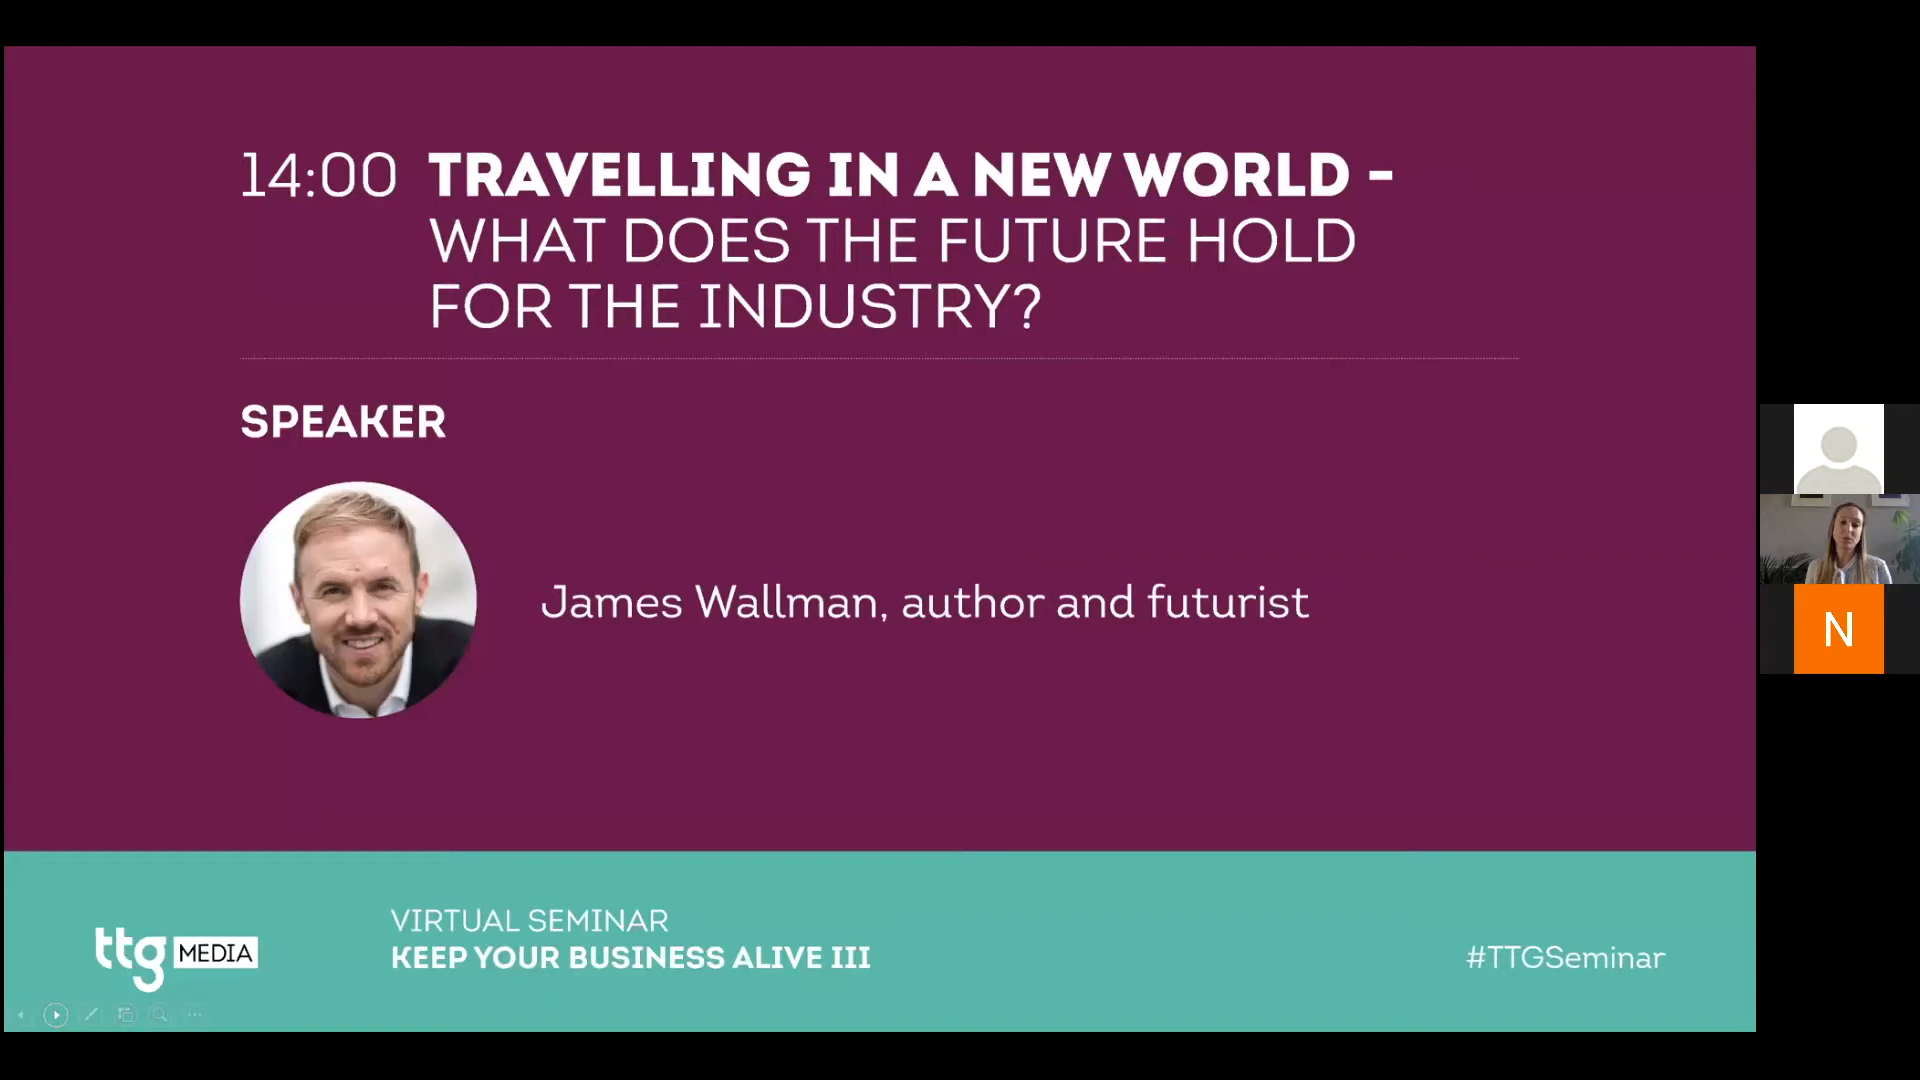 14:00 TRAVELLING IN A NEW WORLD –
WHAT DOES THE FUTURE HOLD
FOR THE INDUSTRY?
SPEAKER
James Wallman, author and futurist
N
ttg MEDIA
VIRTUAL SEMINAR
KEEP YOUR BUSINESS ALIVE III
#TTGSeminar